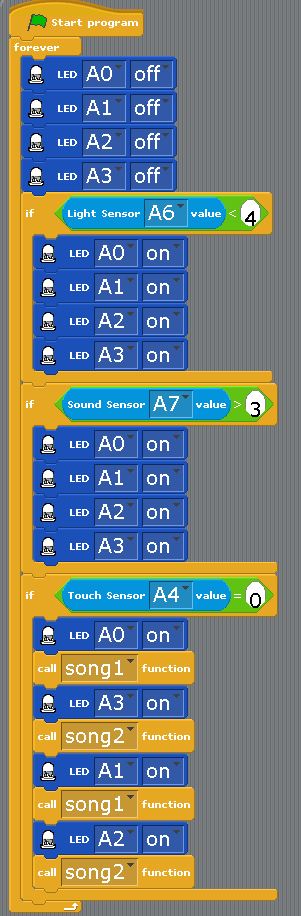 Start program
forever
LED A0 off
LED A1 off
LED A2 off
LED A3 off
if Light Sensor A6 value < 4
LED A0 on
LED A1 on
LED A2 on
LED A3 on
if Sound Sensor A7 value > 3
LED A0 on
LED A1 on
LED A2 on
LED A3 on
if Touch Sensor A4 value = 0
LED A0 on
call song1 function
LED A3 on
call song2 function
LED A1 on
call song1 function
LED A2 on
call song2 function